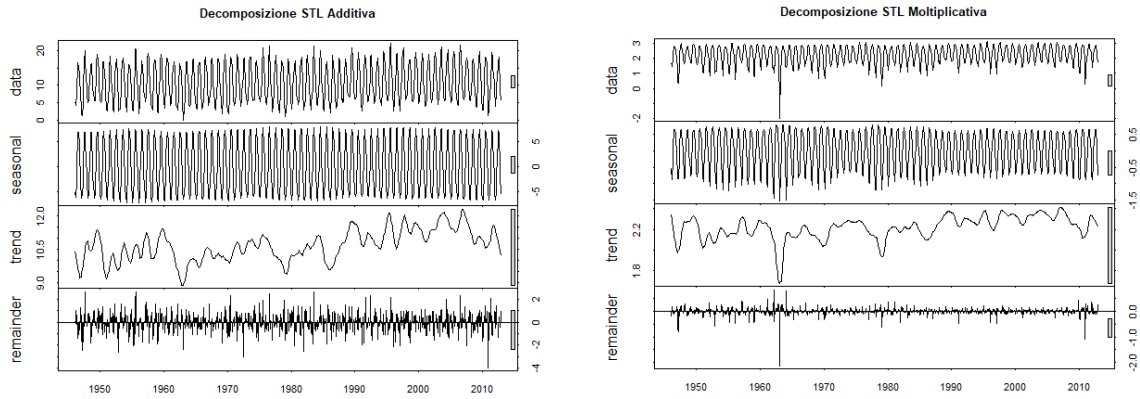 Decomposizione STL Additiva
data
0 5 10 15 20
seasonal
-5 0 5
trend
9.0 10.5 12.0
remainder
-4 -2 0 2
1950 1960 1970 1980 1990 2000 2010
Decomposizione STL Moltiplicativa
data
-2 0 1 2 3
seasonal
-1.5 -0.5 0.5
trend
1.8 2.2
remainder
-2.0 -1.0 0.0
1950 1960 1970 1980 1990 2000 2010